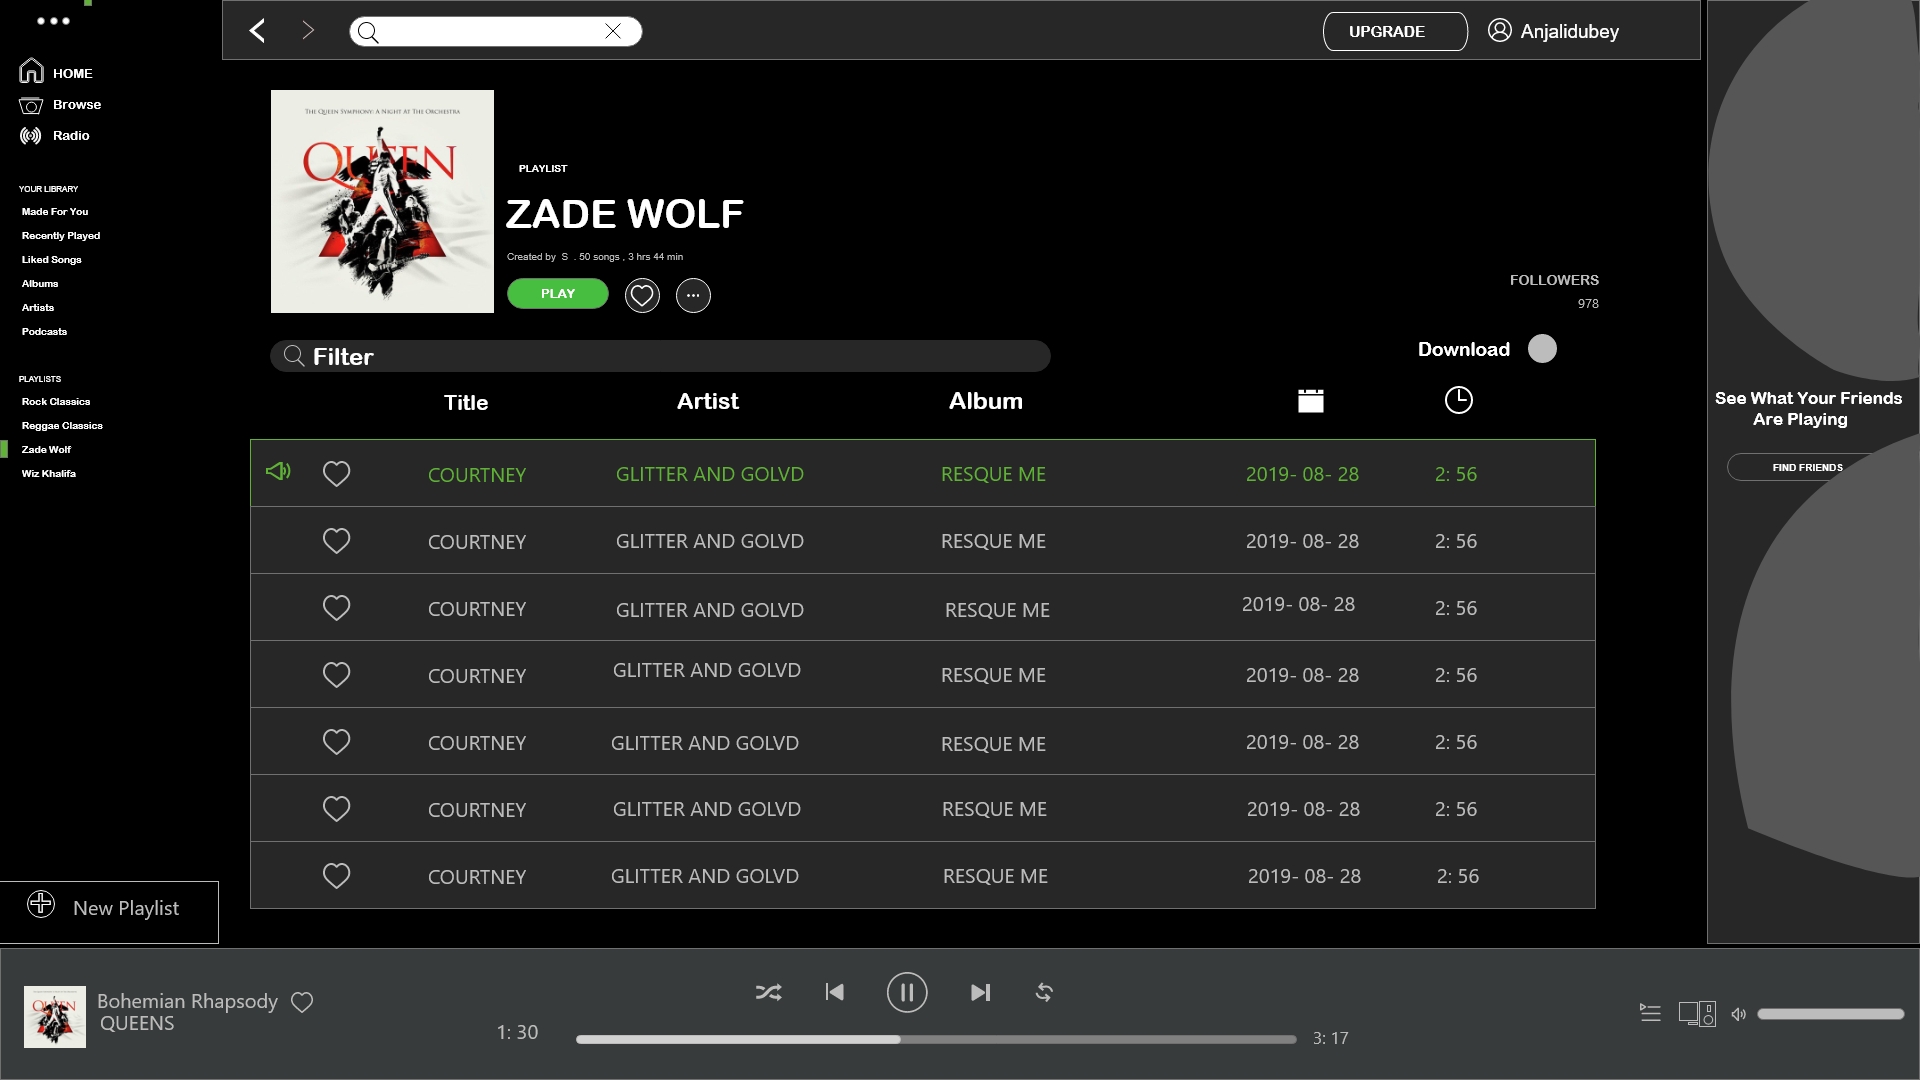 UPGRADE
Anjalidubey
HOME
Browse
Radio
YOUR LIBRARY
Made For You
Recently Played
Liked Songs
Albums
Artists
Podcasts
PLAYLISTS
Rock Classics
Reggae Classics
Zade Wolf
Wiz Khalifa
New Playlist
THE QUEEN SYMPHONY: A NIGHT AT THE ORCHESTRA
QUEEN
PLAYLIST
ZADE WOLF
Created by S . 50 songs , 3 hrs 44 min
PLAY
FOLLOWERS
978
Filter
Download
Title Artist Album
COURTNEY GLITTER AND GOLVD RESQUE ME 2019- 08- 28 2: 56
COURTNEY GLITTER AND GOLVD RESQUE ME 2019- 08- 28 2: 56
COURTNEY GLITTER AND GOLVD RESQUE ME 2019- 08- 28 2: 56
COURTNEY GLITTER AND GOLVD RESQUE ME 2019- 08- 28 2: 56
COURTNEY GLITTER AND GOLVD RESQUE ME 2019- 08- 28 2: 56
COURTNEY GLITTER AND GOLVD RESQUE ME 2019- 08- 28 2: 56
COURTNEY GLITTER AND GOLVD RESQUE ME 2019- 08- 28 2: 56
See What Your Friends
Are Playing
FIND FRIENDS
QUEEN
Bohemian Rhapsody
QUEENS
1: 30
3: 17